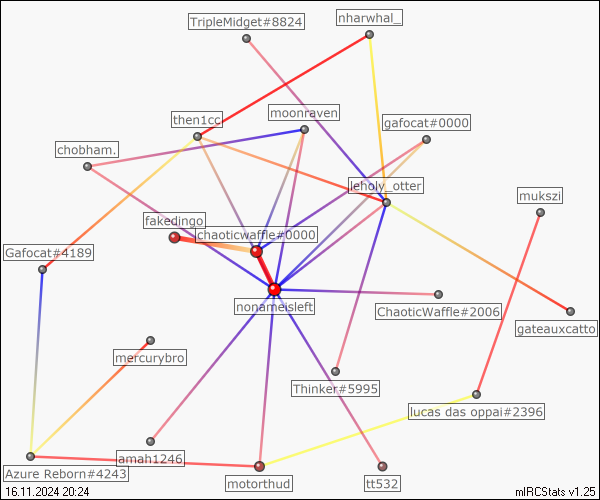 TripleMidget#8824
nharwhal_
then1cc
moonraven
gafocat#0000
chobham.
leholy_otter
mukszi
fakedingo
chaoticwaffle#0000
Gafocat#4189
nonameisleft
ChaoticWaffle#2006
gateauxcatto
mercurybro
Thinker#5995
lucas das oppai#2396
amah1246
Azure Reborn#4243
motorthud
tt532
16.11.2024 20:24
mIRCStats v1.25